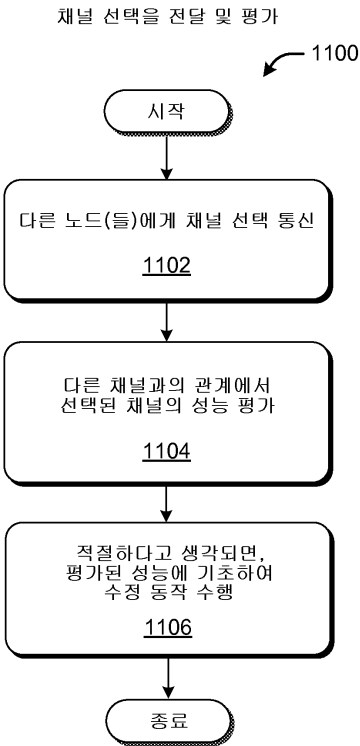 채널 선택을 전달 및 평가
1100
시작
다른 노드(들)에게 채널 선택 통신
1102
다른 채널과의 관계에서
선택된 채널의 성능 평가
1104
적절하다고 생각되면,
평가된 성능에 기초하여
수정 동작 수행
1106
종료